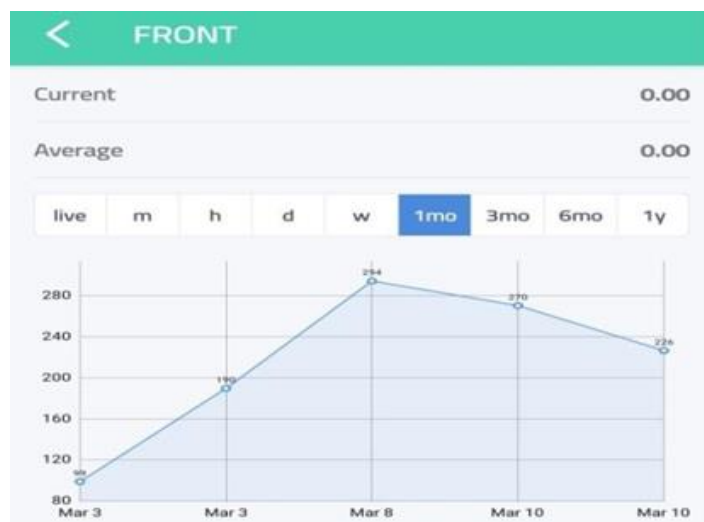 FRONT
Current 0.00
Average 0.00
live m h d w 1mo 3mo 6mo 1y
294
280
270
240
226
200
190
160
120
99
80
Mar 3 Mar 3 Mar 8 Mar 10 Mar 10